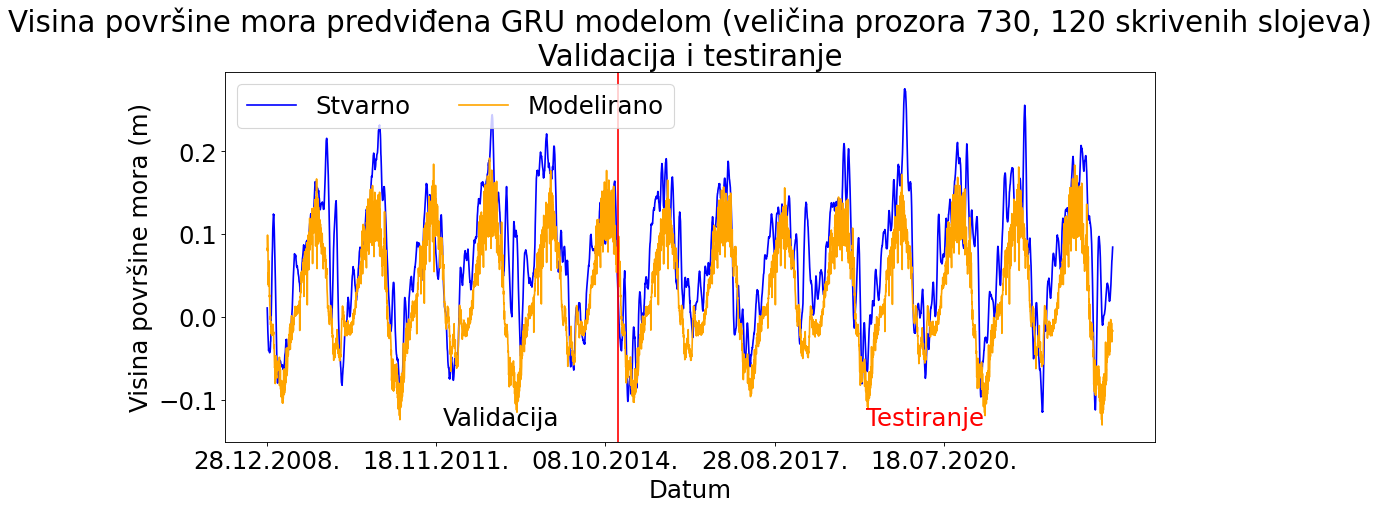 Visina površine mora predviđena GRU modelom (veličina prozora 730, 120 skrivenih slojeva)
Validacija i testiranje
Stvarno Modelirano
Visina površine mora (m)
0.2
0.1
0.0
−0.1
Validacija Testiranje
28.12.2008. 18.11.2011. 08.10.2014. 28.08.2017. 18.07.2020.
Datum